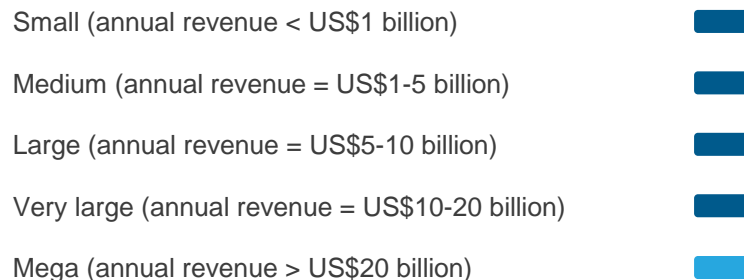 Small (annual revenue < US$1 billion)
Medium (annual revenue = US$1-5 billion)
Large (annual revenue = US$5-10 billion)
Very large (annual revenue = US$10-20 billion)
Mega (annual revenue > US$20 billion)